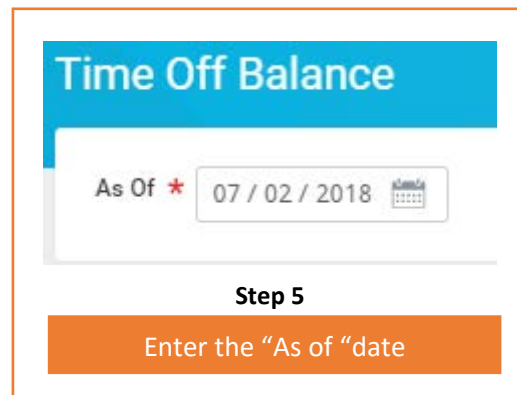 Time Off Balance
As Of * 07 / 02 / 2018
Step 5
Enter the “As of “date